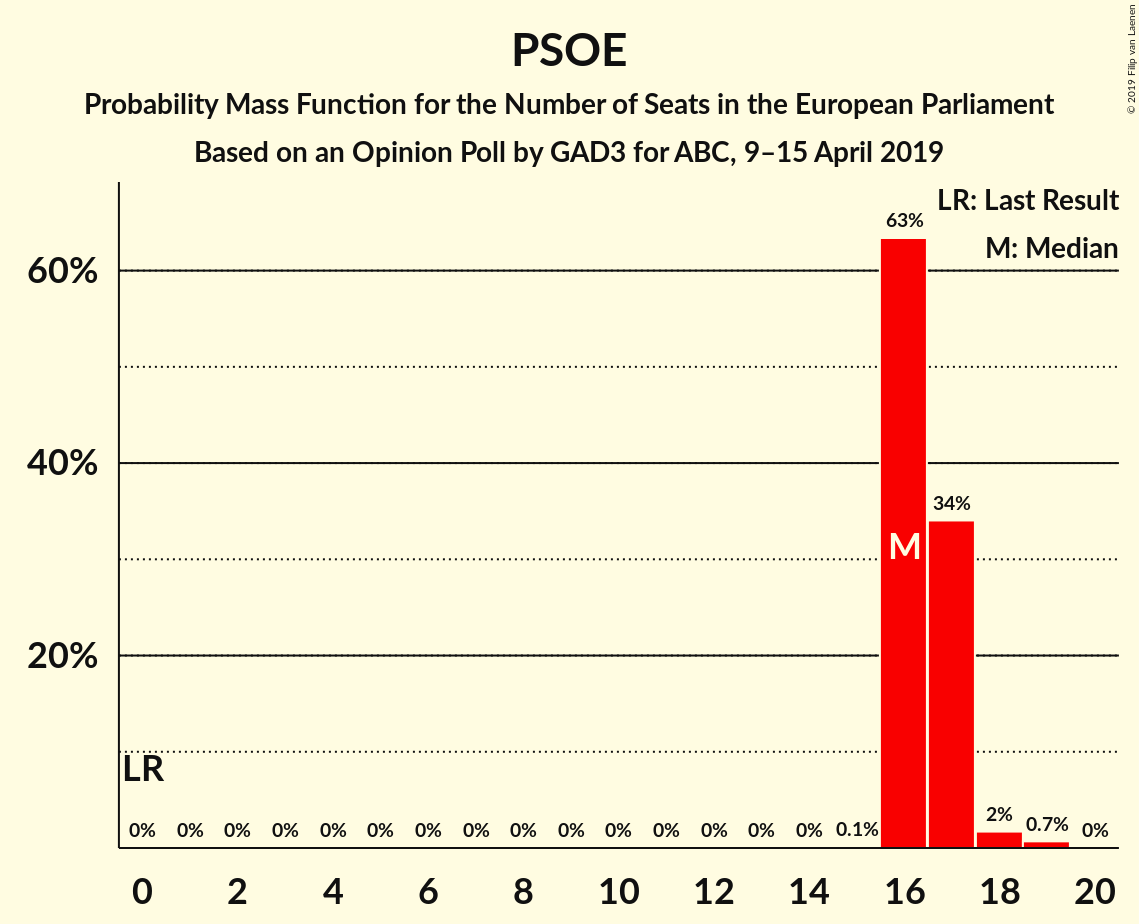 PSOE
Probability Mass Function for the Number of Seats in the European Parliament
Based on an Opinion Poll by GAD3 for ABC, 9–15 April 2019
© 2019 Filip van Laenen
LR: Last Result
M: Median
63%
60%
34%
40%
M
20%
LR
0% 0% 0% 0% 0% 0% 0% 0% 0% 0% 0% 0% 0% 0% 0% 0.1% 2% 0.7% 0%
0 2 4 6 8 10 12 14 16 18 20